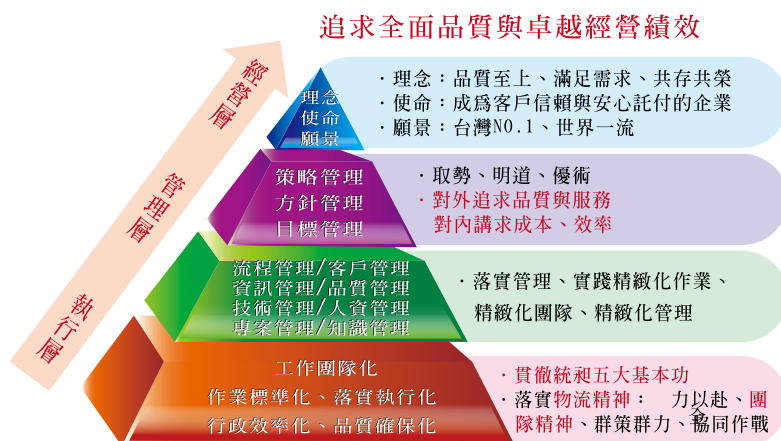 追求全面品質與卓越經營績效
經營層
管理層
執行層
理念
使命
願景
·理念：品質至上、滿足需求、共存共榮
·使命：成爲客戶信賴與安心託付的企業
·願景：台灣NO.1、世界一流
策略管理
方針管理
目標管理
·取勢、明道、優術
·對外追求品質與服務
對內講求成本、效率
流程管理/客戶管理
資訊管理/品質管理
技術管理/人資管理
專案管理/知識管理
·落實管理、實踐精緻化作業、
精緻化團隊、精緻化管理
工作團隊化
作業標準化、落實執行化
行政效率化、品質確保化
·貫徹統昶五大基本功
·落實物流精神：全力以赴、團
隊精神、群策群力、協同作戰